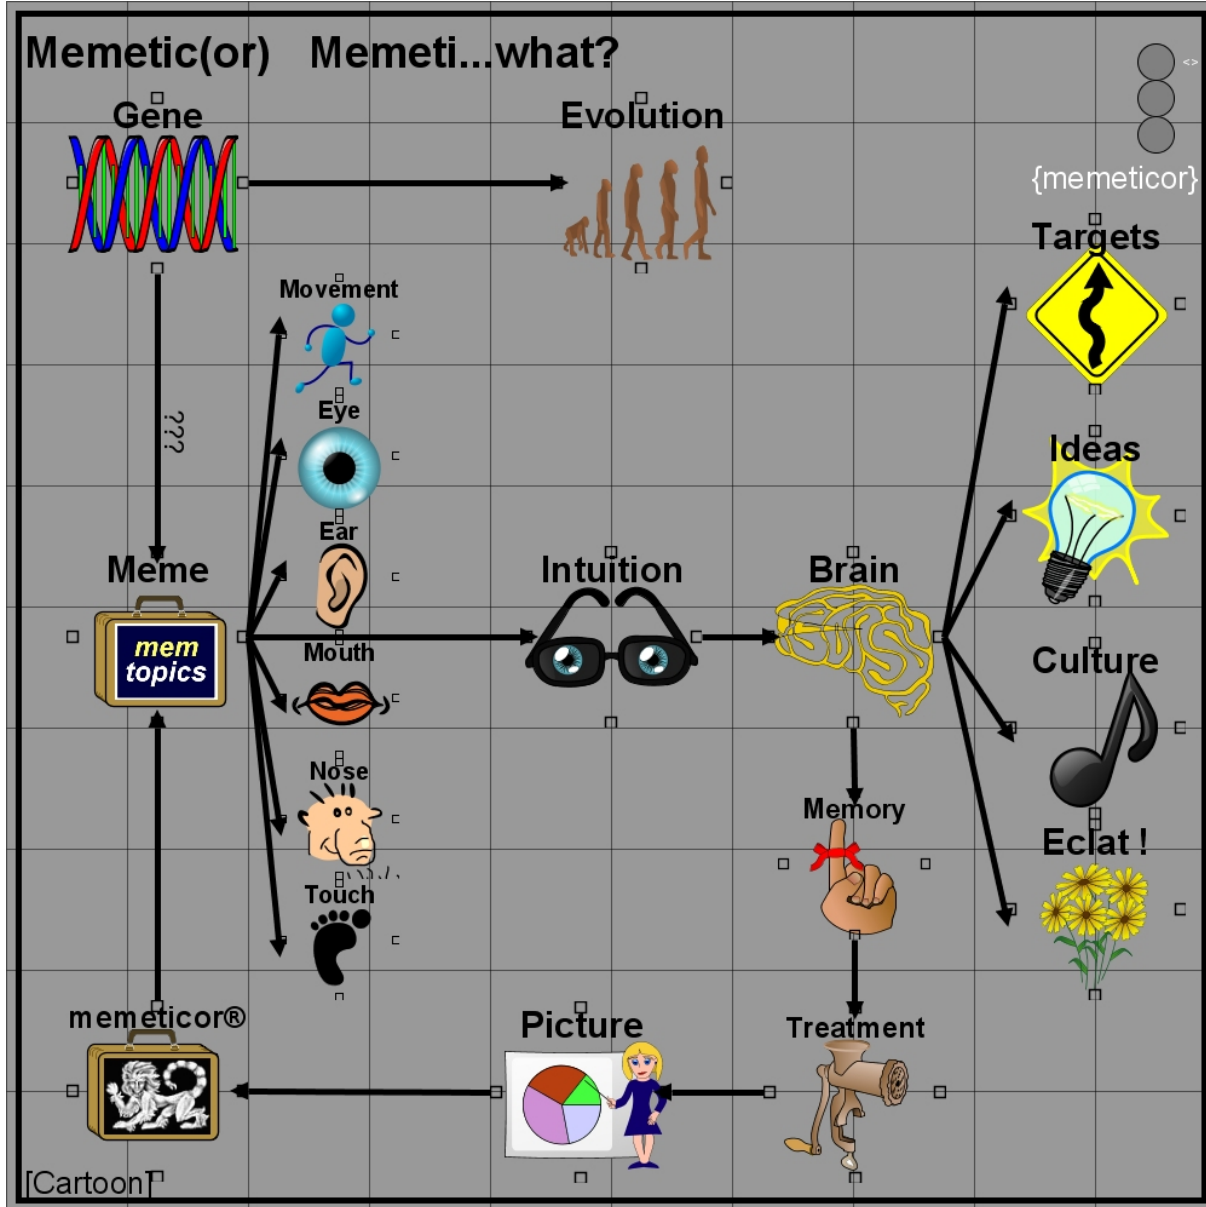 Memetic(or)   Memeti...what?
<>
Gene
Evolution
{memeticor}
Targets
Movement
Eye
???
Ideas
Ear
Meme
mem
topics
Intuition
Brain
Mouth
Culture
Nose
Memory
Eclat !
Touch
memeticor®
Picture
Treatment
[Cartoon]